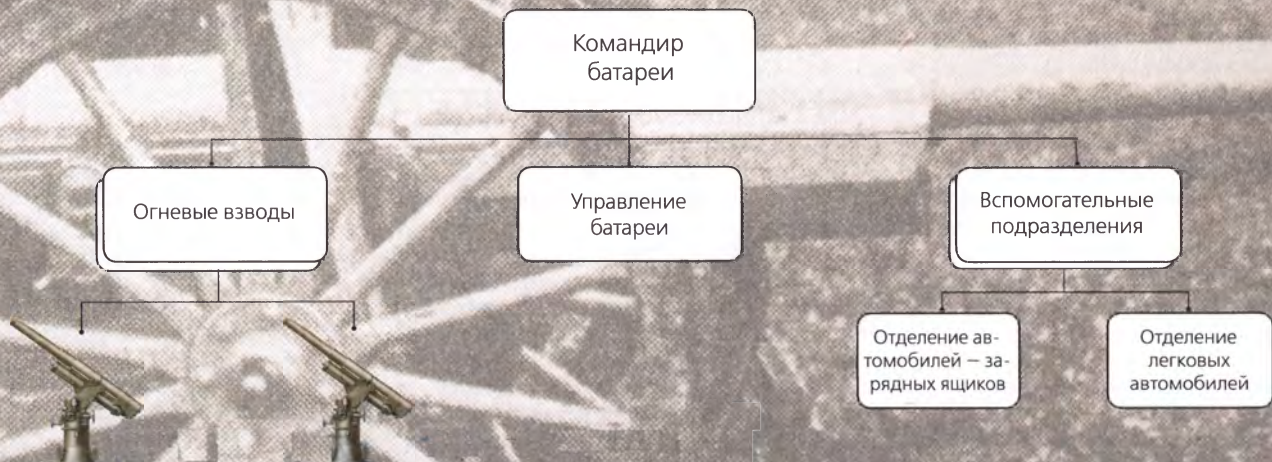 Командир
батареи
Огневые взводы
Управление
батареи
Вспомогательные
подразделения
Отделение ав-
томобилей – за-
рядных ящиков
Отделение
легковых
автомобилей